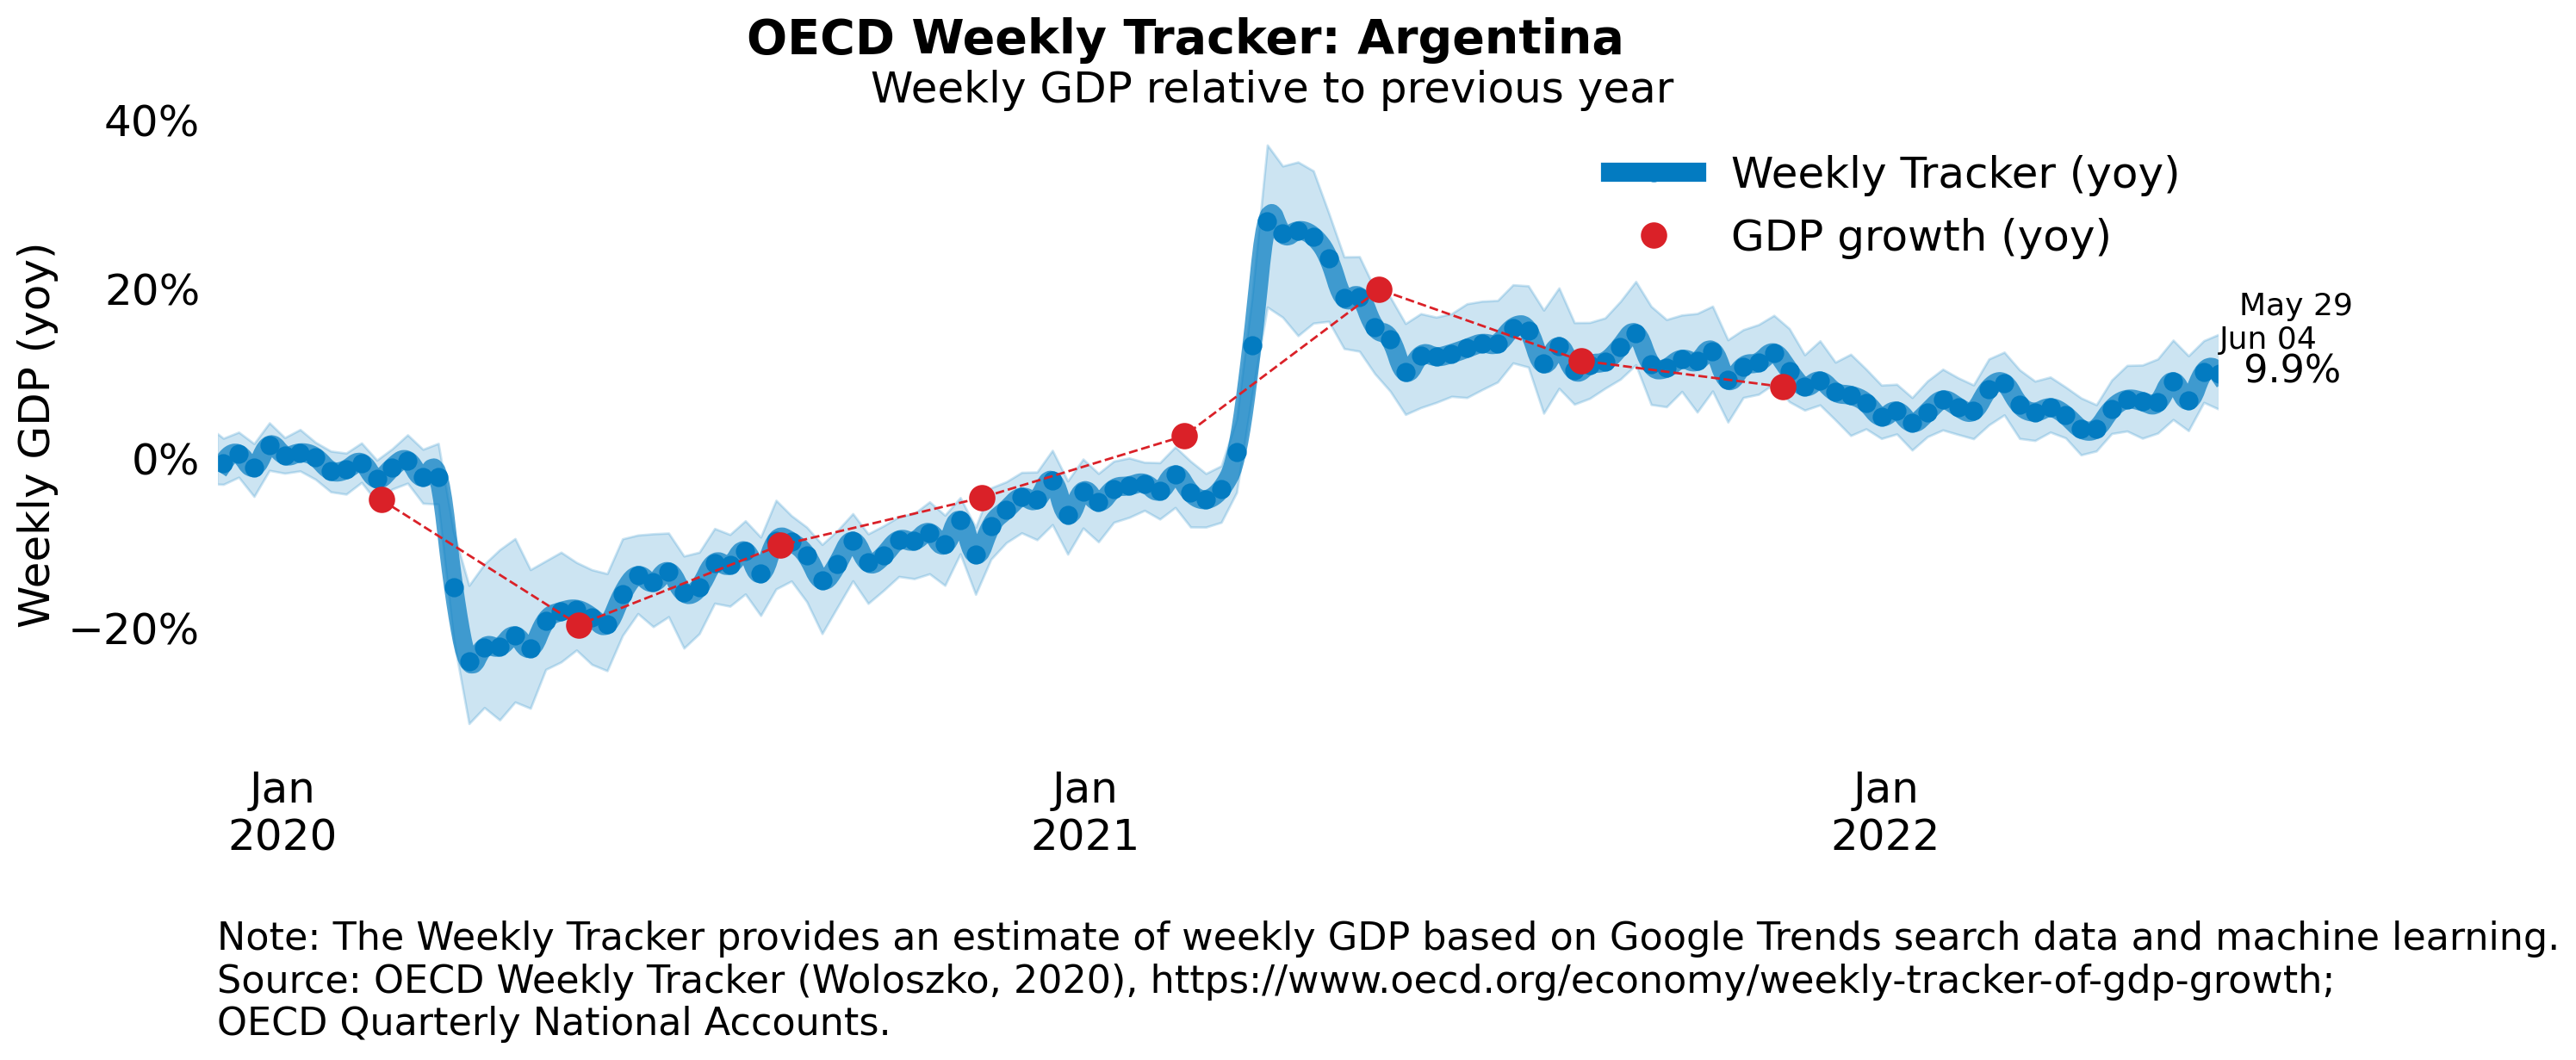 OECD Weekly Tracker: Argentina
Weekly GDP relative to previous year
Weekly GDP (yoy)
40%
20%
0%
−20%
Weekly Tracker (yoy)
GDP growth (yoy)
May 29
Jun 04
9.9%
Jan
2020
Jan
2021
Jan
2022
Note: The Weekly Tracker provides an estimate of weekly GDP based on Google Trends search data and machine learning.
Source: OECD Weekly Tracker (Woloszko, 2020), https://www.oecd.org/economy/weekly-tracker-of-gdp-growth;
OECD Quarterly National Accounts.